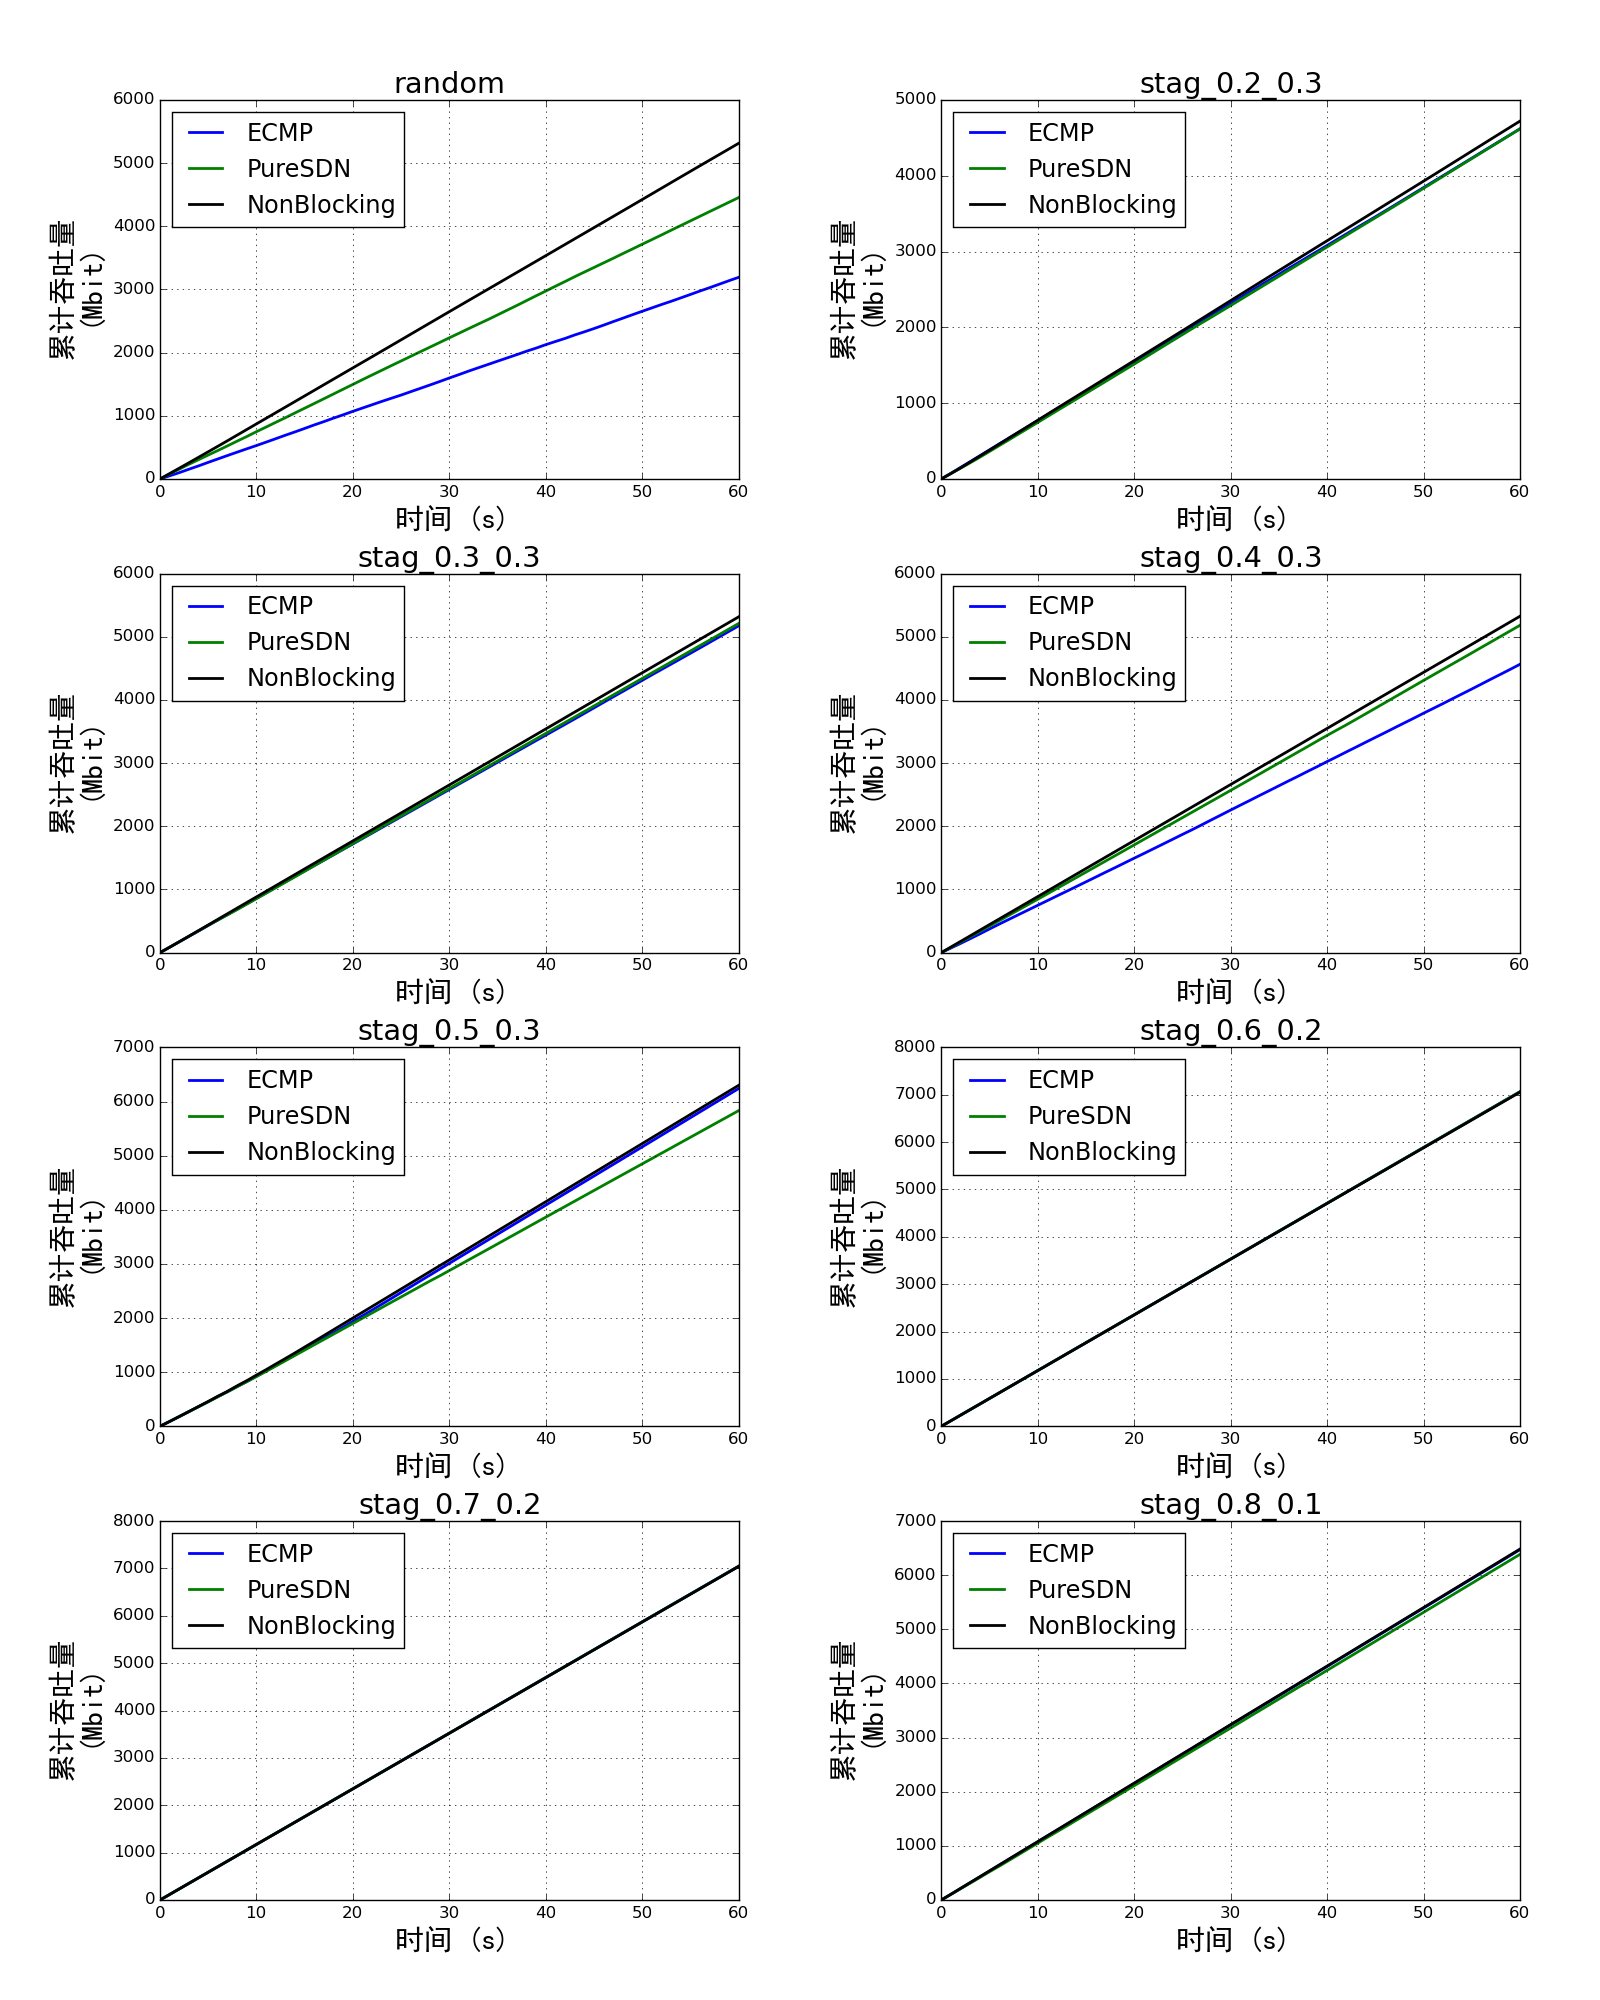 random
6000
5000
4000
3000
2000
1000
0
ECMP
PureSDN
NonBlocking
累计吞吐量
(Mbit)
0 10 20 30 40 50 60
时间 (s)
stag_0.2_0.3
5000
4000
3000
2000
1000
0
ECMP
PureSDN
NonBlocking
累计吞吐量
(Mbit)
0 10 20 30 40 50 60
时间 (s)
stag_0.3_0.3
6000
5000
4000
3000
2000
1000
0
ECMP
PureSDN
NonBlocking
累计吞吐量
(Mbit)
0 10 20 30 40 50 60
时间 (s)
stag_0.4_0.3
6000
5000
4000
3000
2000
1000
0
ECMP
PureSDN
NonBlocking
累计吞吐量
(Mbit)
0 10 20 30 40 50 60
时间 (s)
stag_0.5_0.3
7000
6000
5000
4000
3000
2000
1000
0
ECMP
PureSDN
NonBlocking
累计吞吐量
(Mbit)
0 10 20 30 40 50 60
时间 (s)
stag_0.6_0.2
8000
7000
6000
5000
4000
3000
2000
1000
0
ECMP
PureSDN
NonBlocking
累计吞吐量
(Mbit)
0 10 20 30 40 50 60
时间 (s)
stag_0.7_0.2
8000
7000
6000
5000
4000
3000
2000
1000
0
ECMP
PureSDN
NonBlocking
累计吞吐量
(Mbit)
0 10 20 30 40 50 60
时间 (s)
stag_0.8_0.1
7000
6000
5000
4000
3000
2000
1000
0
ECMP
PureSDN
NonBlocking
累计吞吐量
(Mbit)
0 10 20 30 40 50 60
时间 (s)